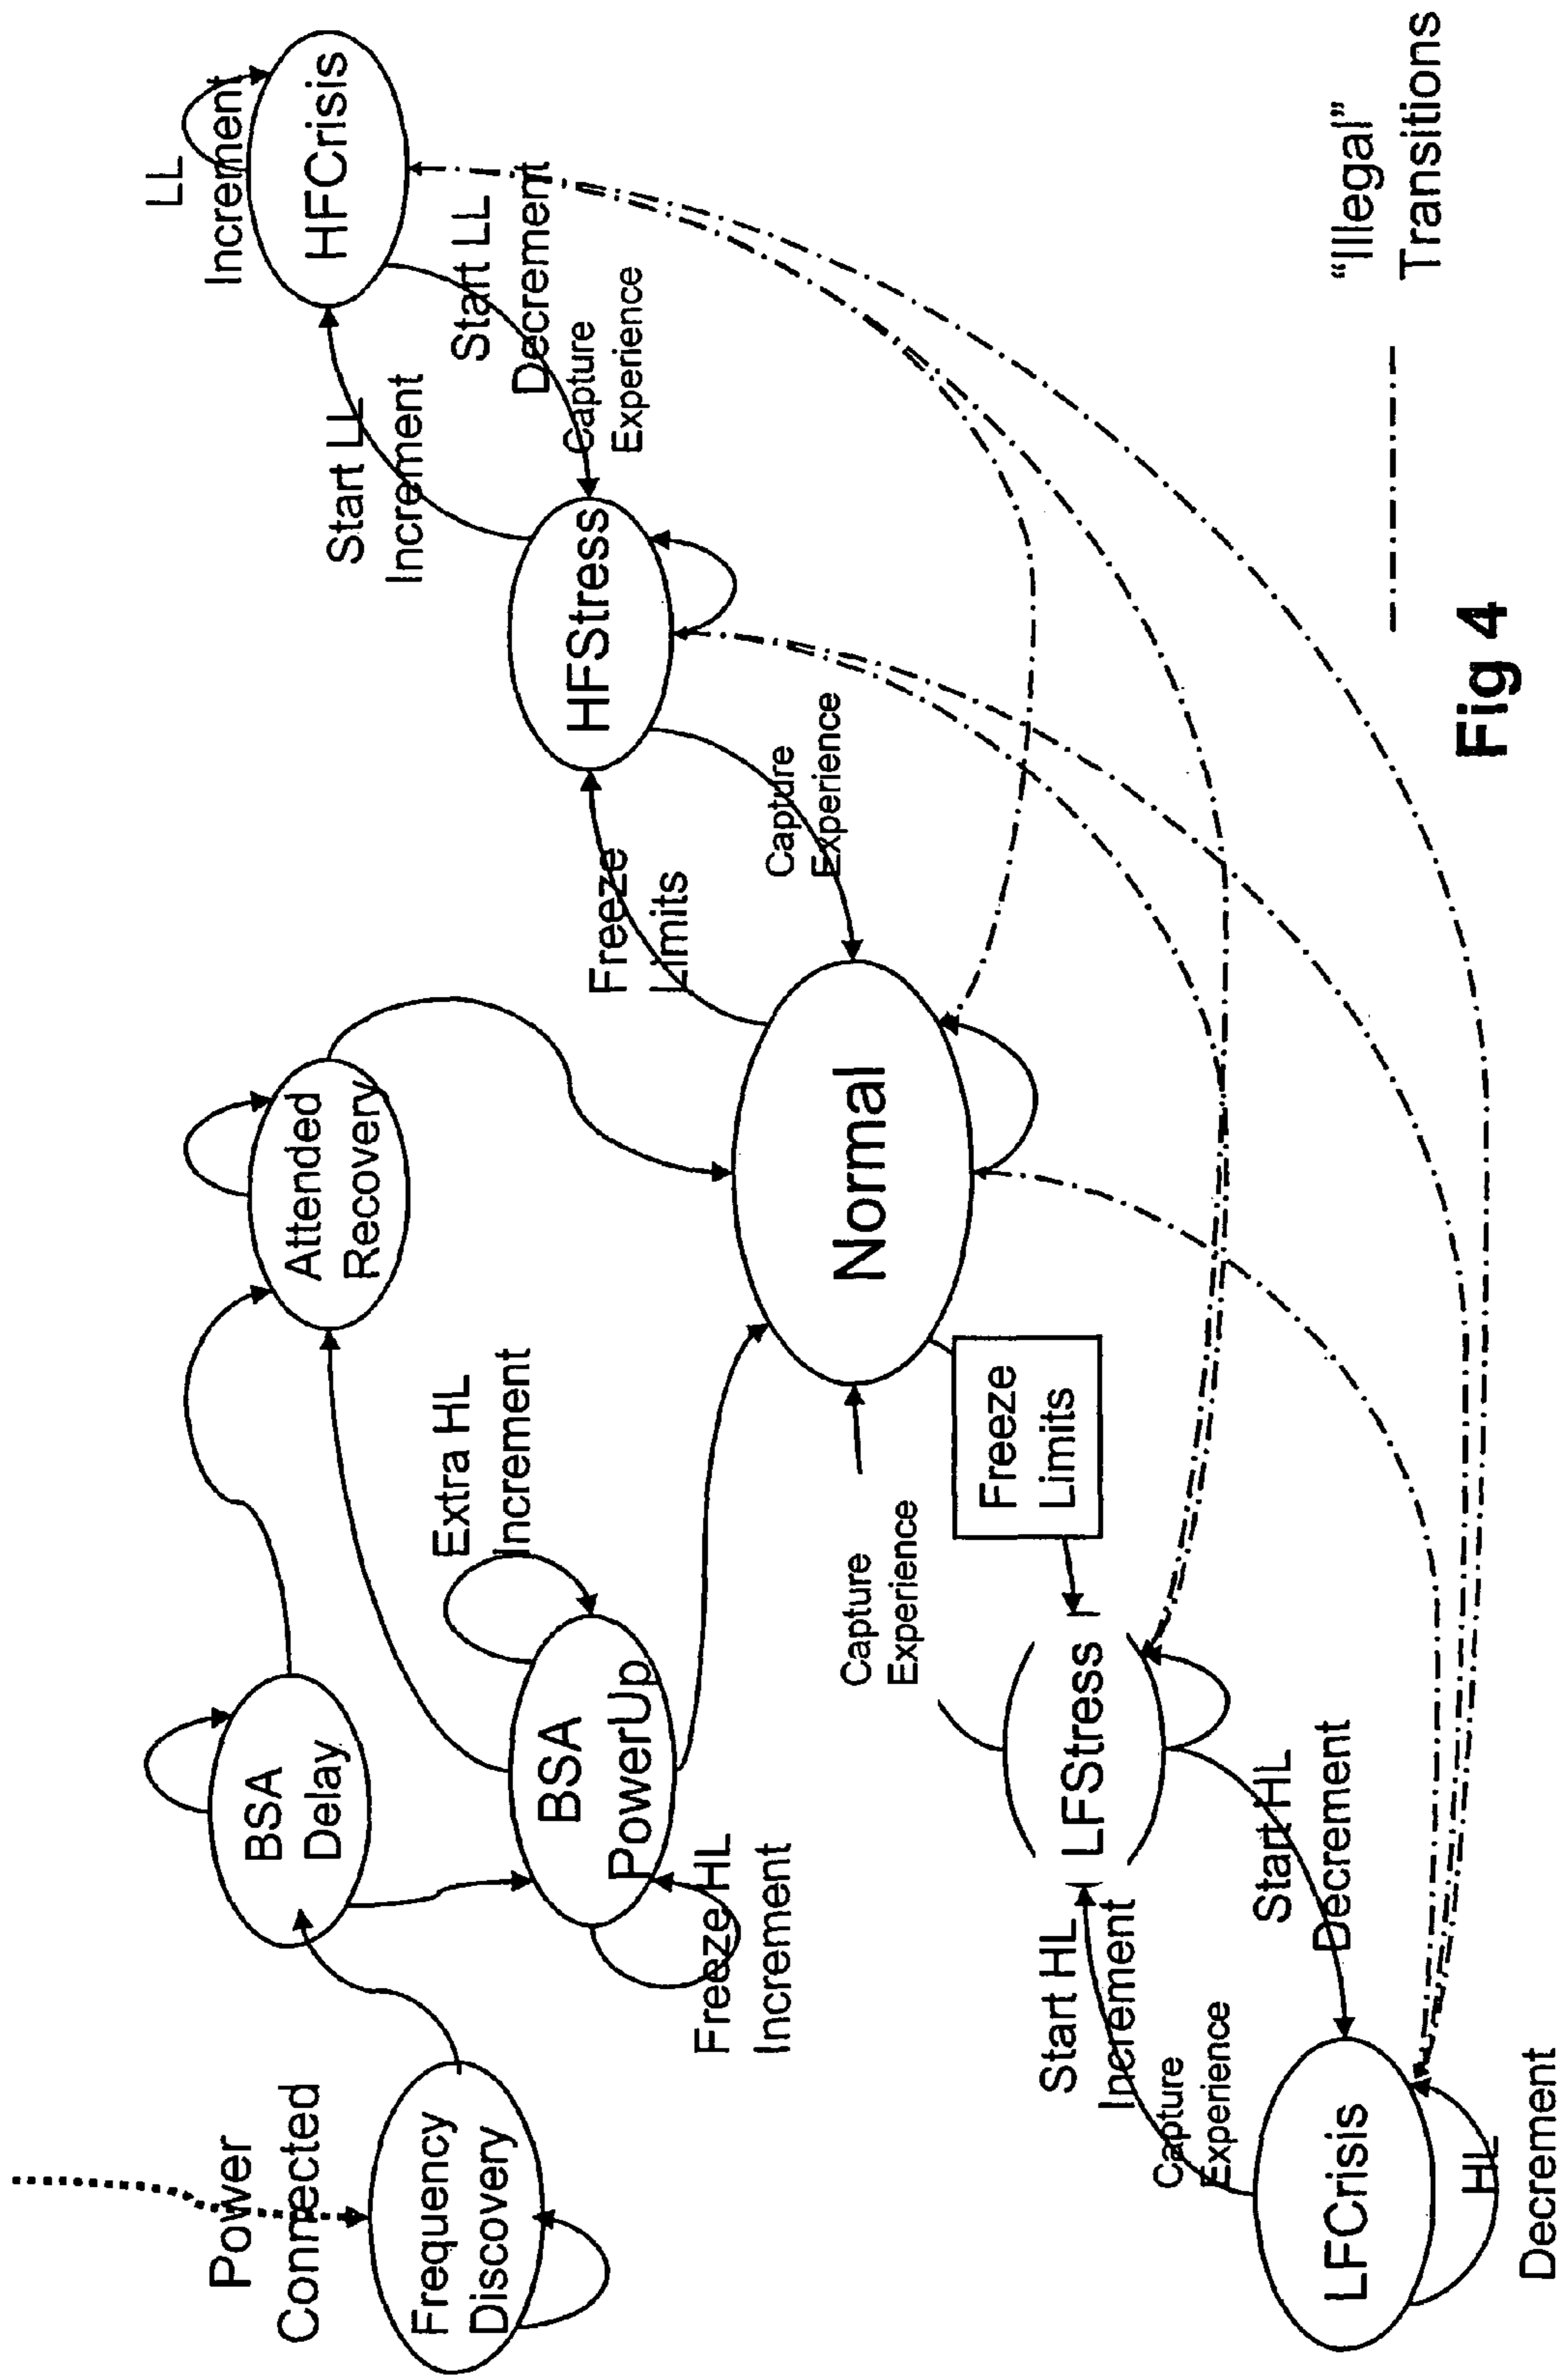 Power
Connected
Frequency
Discovery
BSA
Delay
BSA
PowerUp
Freeze HL
Increment
Extra HL
Increment
Attended
Recovery
Normal
Freeze
Limits
Capture
Experience
HFStress
Start LL
Increment
Start LL
Decrement
Capture
Experience
HFCrisis
LL
Increment
Capture
Experience
Freeze
Limits
LFStress
Start HL
Increment
Capture
Experience
Start HL
Decrement
LFCrisis
HL
Decrement
"Illegal"
Transitions
Fig 4